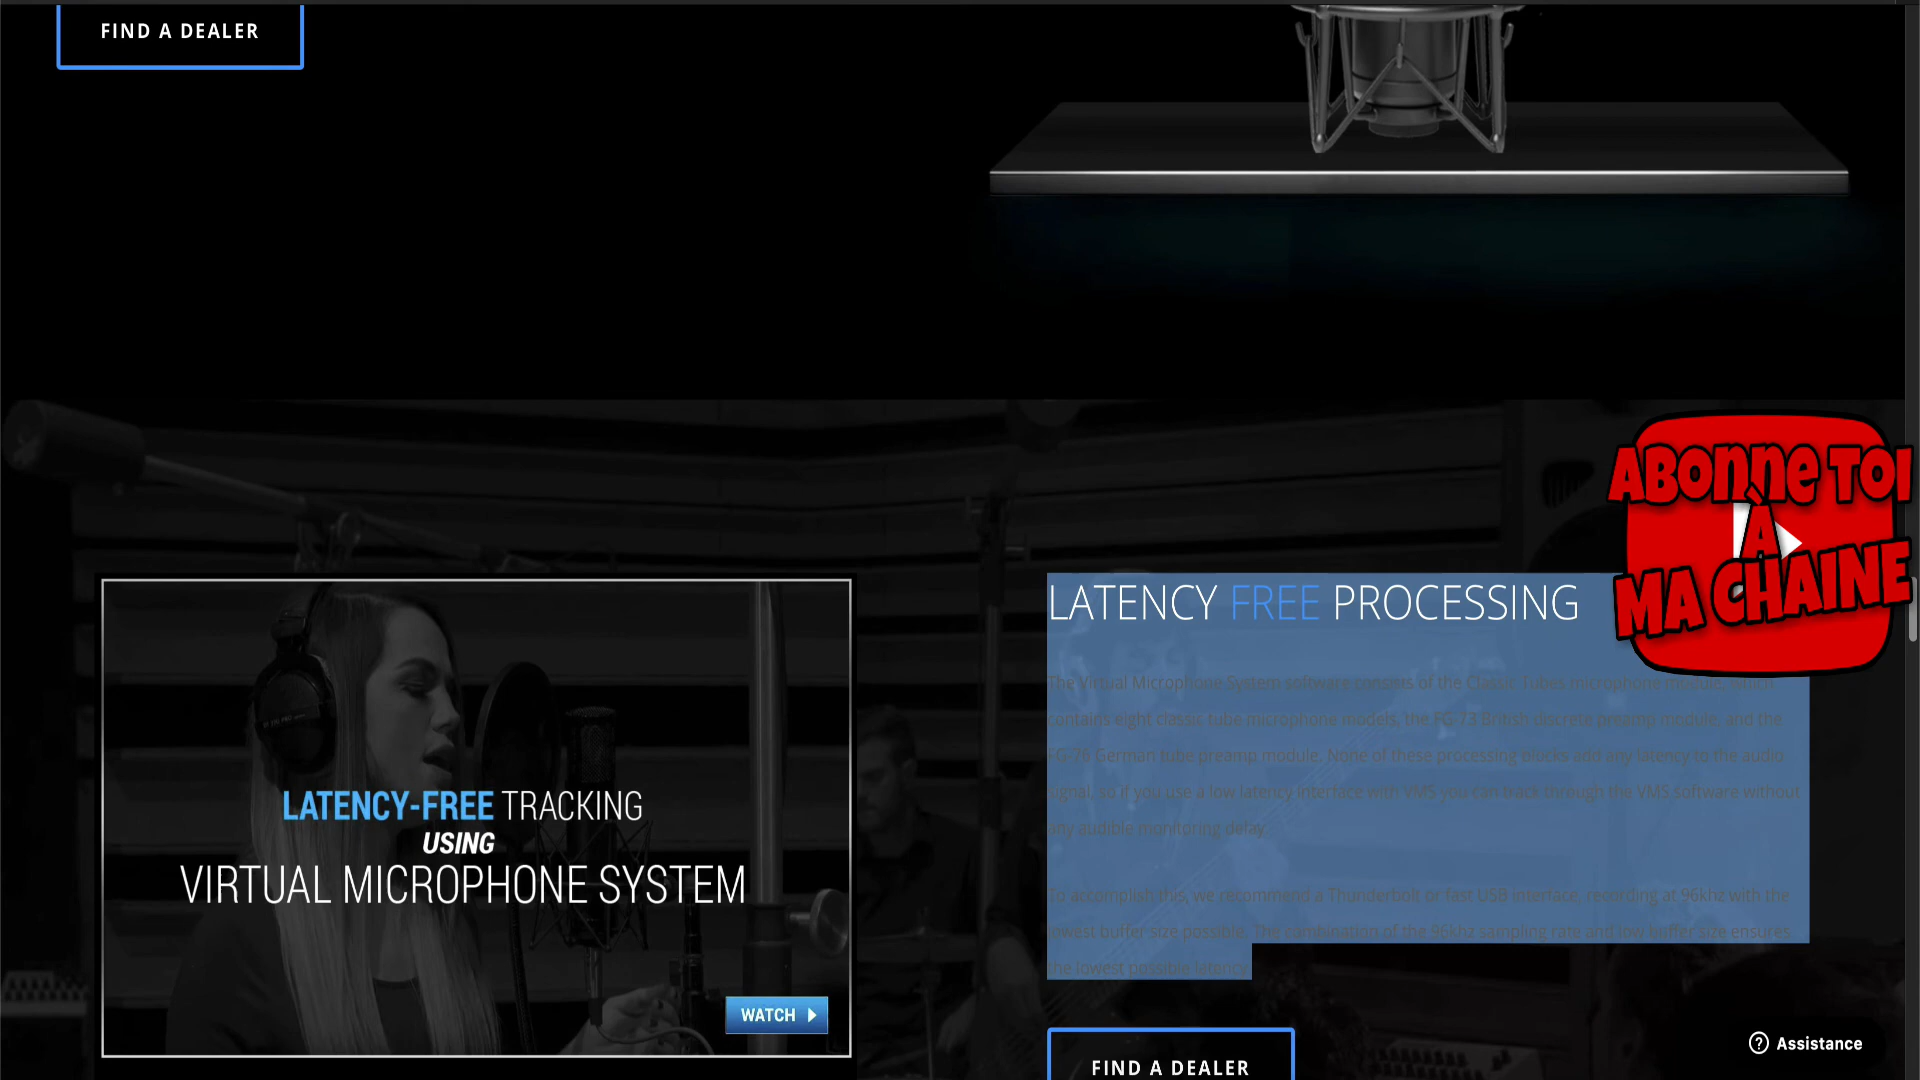 FIND A DEALER
ABONNE TOI
À
MA CHAINE
LATENCY FREE PROCESSING
The Virtual Microphone System software consists of the Classic Tubes microphone module, which
contains eight classic tube microphone models, the FG-73 British discrete preamp module, and the
FG-76 German tube preamp module. None of these processing blocks add any latency to the audio
signal, so if you use a low latency interface with VMS you can track through the VMS software without
any audible monitoring delay.
To accomplish this, we recommend a Thunderbolt or fast USB interface, recording at 96khz with the
lowest buffer size possible. The combination of the 96khz sampling rate and low buffer size ensures
the lowest possible latency.
LATENCY-FREE TRACKING
USING
VIRTUAL MICROPHONE SYSTEM
WATCH
FIND A DEALER
Assistance